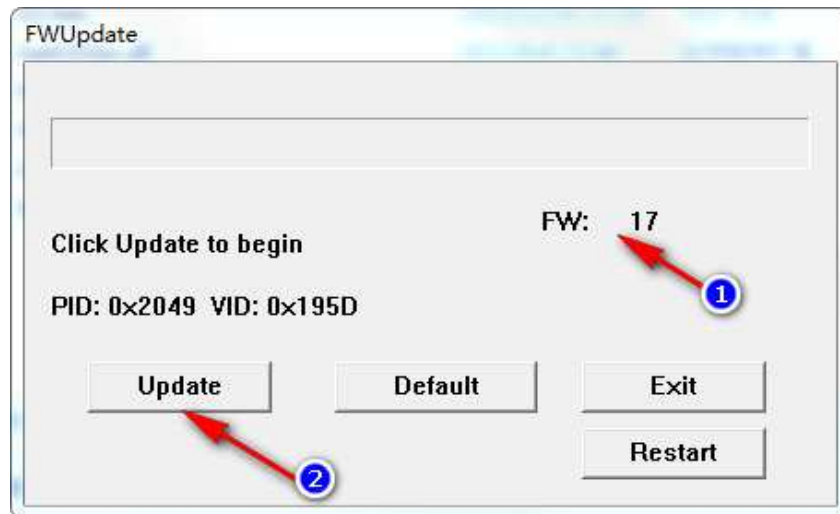 FWUpdate
FW: 17
1
Click Update to begin
PID: 0x2049 VID: 0x195D
Update Default Exit
2
Restart